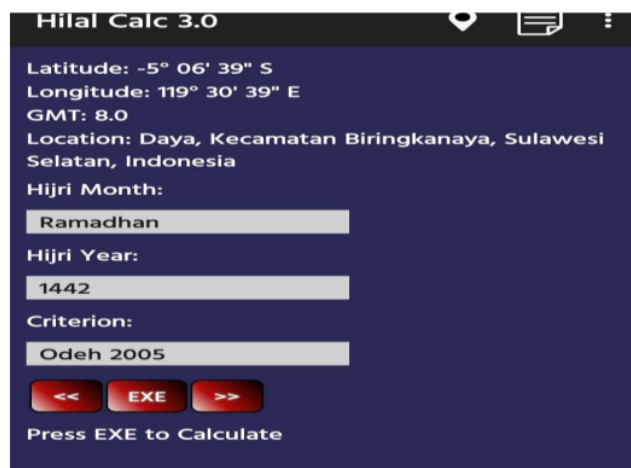 Hilal Calc 3.0
Latitude: -5° 06' 39" S
Longitude: 119° 30' 39" E
GMT: 8.0
Location: Daya, Kecamatan Biringkanaya, Sulawesi
Selatan, Indonesia
Hijri Month:
Ramadhan
Hijri Year:
1442
Criterion:
Odeh 2005
<< EXE >>
Press EXE to Calculate